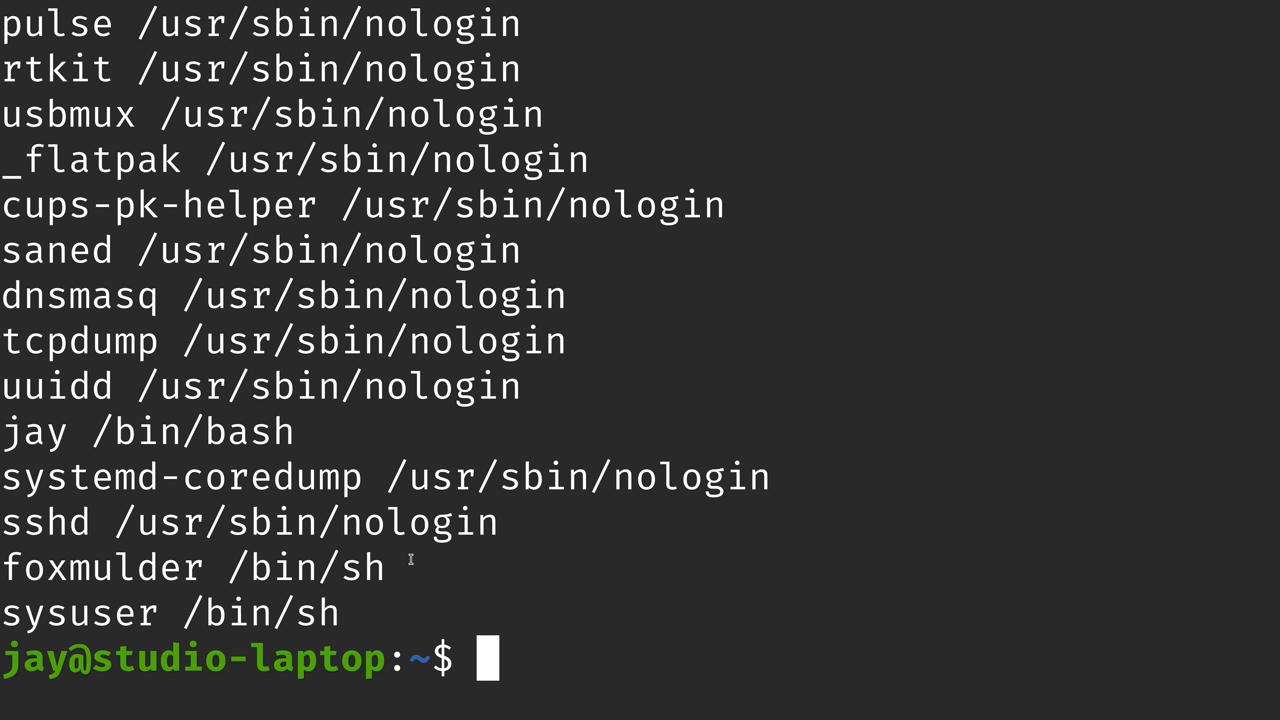 pulse /usr/sbin/nologin
rtkit /usr/sbin/nologin
usbmux /usr/sbin/nologin
_flatpak /usr/sbin/nologin
cups-pk-helper /usr/sbin/nologin
saned /usr/sbin/nologin
dnsmasq /usr/sbin/nologin
tcpdump /usr/sbin/nologin
uuidd /usr/sbin/nologin
jay /bin/bash
systemd-coredump /usr/sbin/nologin
sshd /usr/sbin/nologin
foxmulder /bin/sh
sysuser /bin/sh
jay@studio-laptop:~$